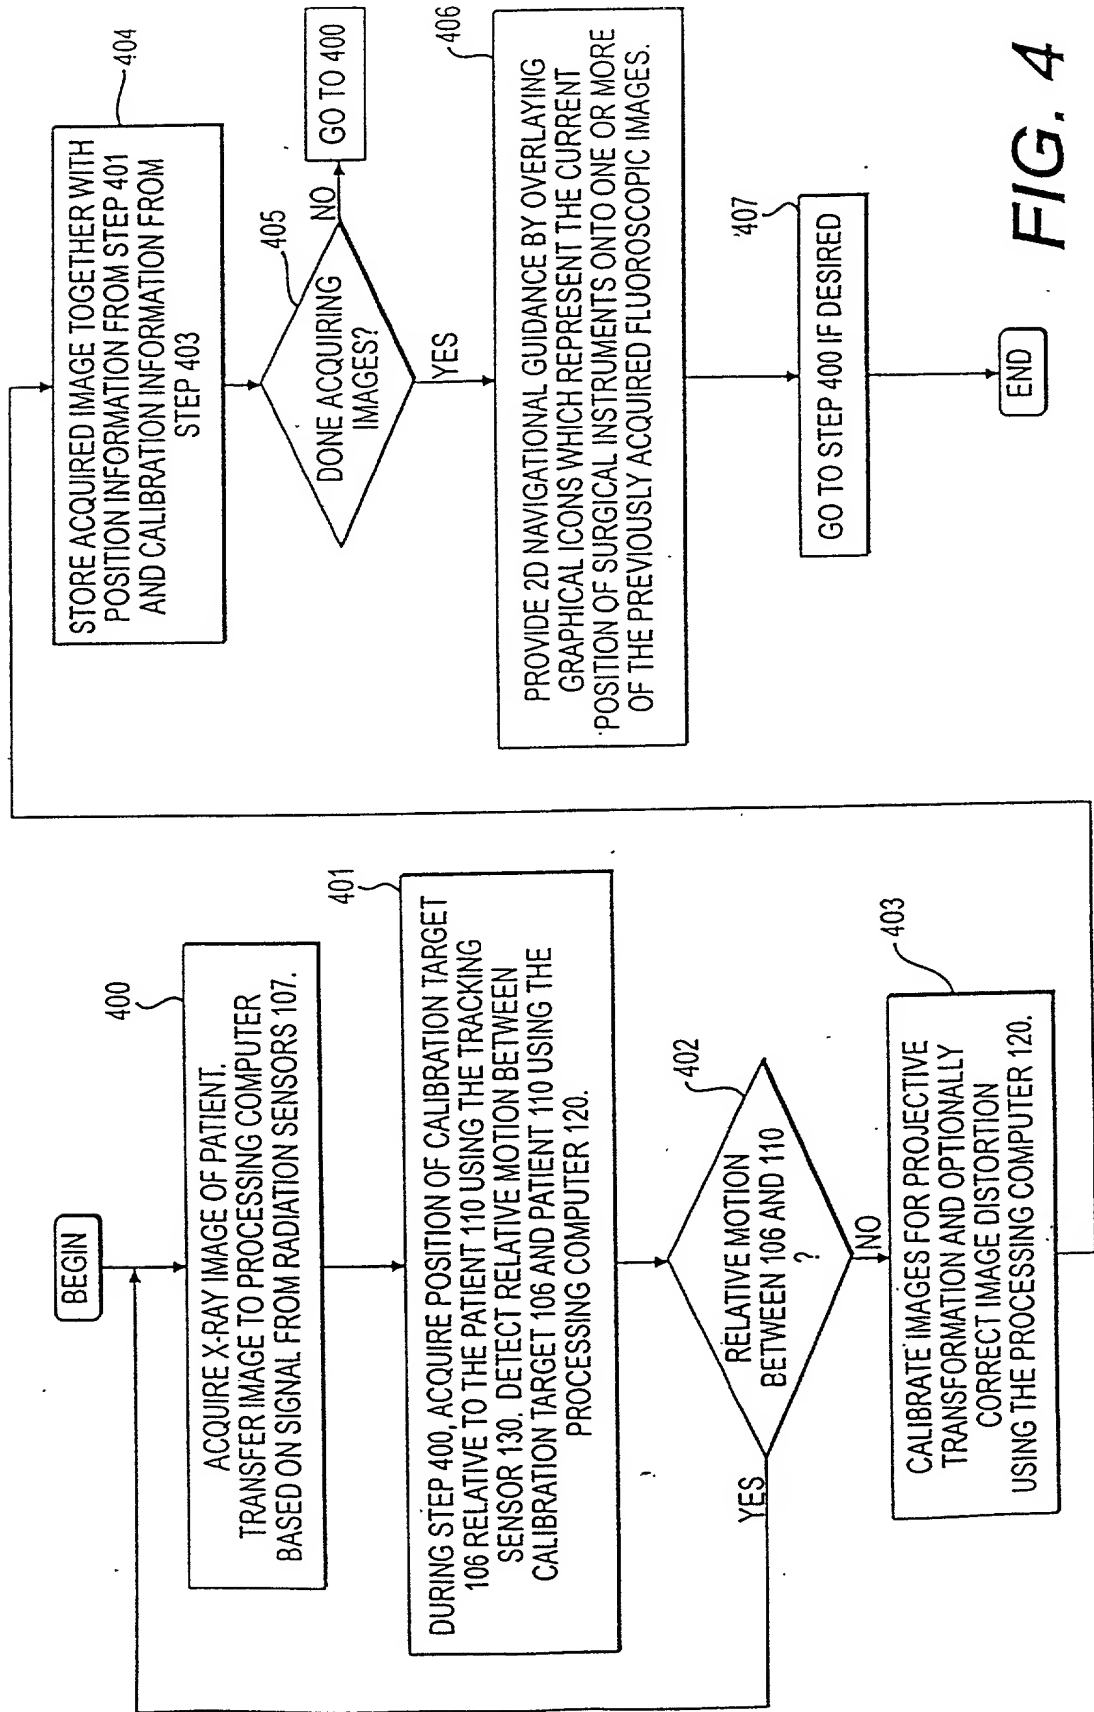 BEGIN
400
ACQUIRE X-RAY IMAGE OF PATIENT.
TRANSFER IMAGE TO PROCESSING COMPUTER
BASED ON SIGNAL FROM RADIATION SENSORS 107.
401
DURING STEP 400, ACQUIRE POSITION OF CALIBRATION TARGET
106 RELATIVE TO THE PATIENT 110 USING THE TRACKING
SENSOR 130. DETECT RELATIVE MOTION BETWEEN
CALIBRATION TARGET 106 AND PATIENT 110 USING THE
PROCESSING COMPUTER 120.
402
RELATIVE MOTION
BETWEEN 106 AND 110
?
YES
NO
403
CALIBRATE IMAGES FOR PROJECTIVE
TRANSFORMATION AND OPTIONALLY
CORRECT IMAGE DISTORTION
USING THE PROCESSING COMPUTER 120.
404
STORE ACQUIRED IMAGE TOGETHER WITH
POSITION INFORMATION FROM STEP 401
AND CALIBRATION INFORMATION FROM
STEP 403
405
DONE ACQUIRING
IMAGES?
NO
GO TO 400
YES
406
PROVIDE 2D NAVIGATIONAL GUIDANCE BY OVERLAYING
GRAPHICAL ICONS WHICH REPRESENT THE CURRENT
POSITION OF SURGICAL INSTRUMENTS ONTO ONE OR MORE
OF THE PREVIOUSLY ACQUIRED FLUOROSCOPIC IMAGES.
407
GO TO STEP 400 IF DESIRED
END
FIG. 4